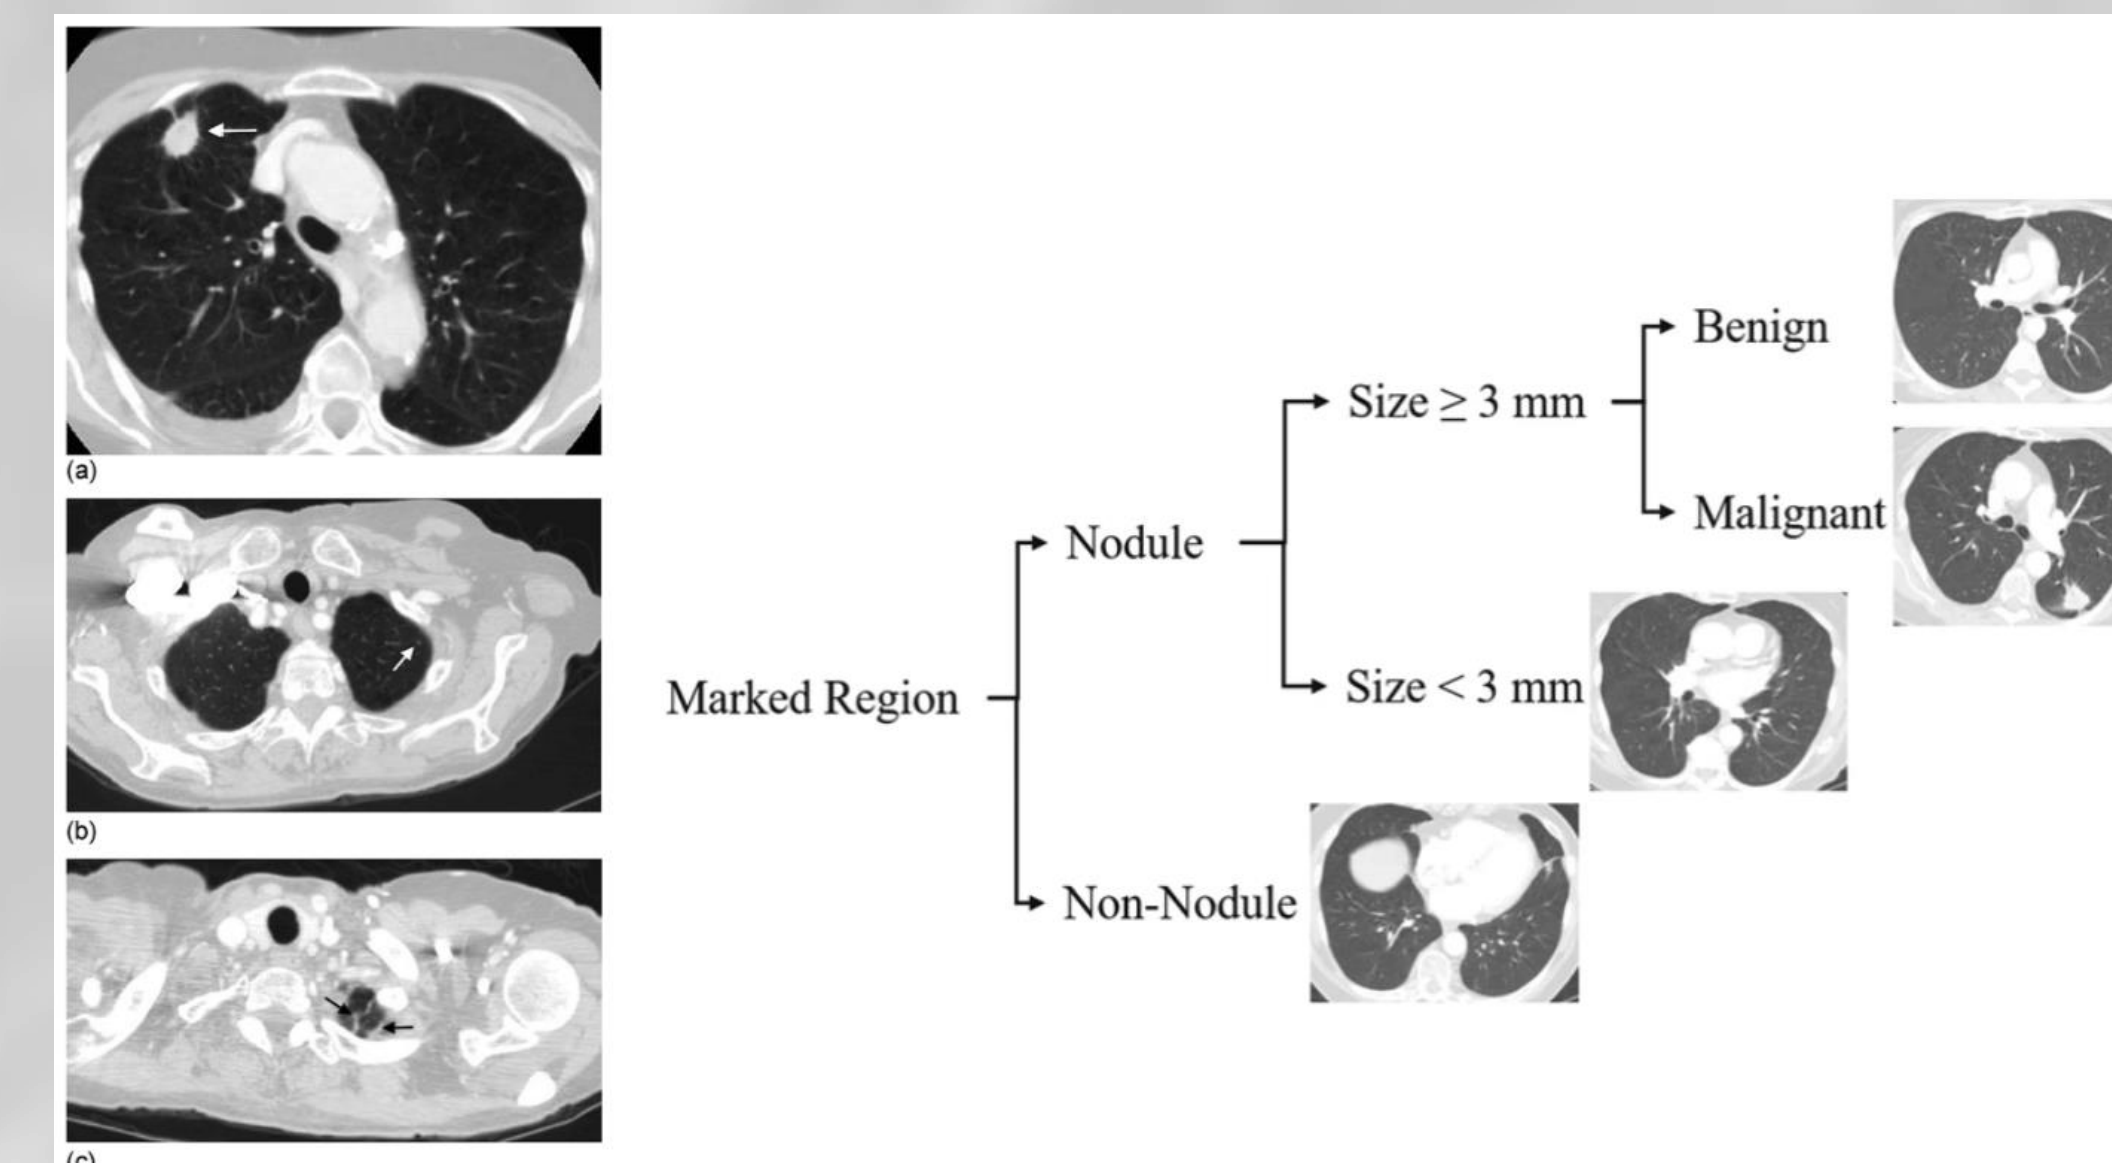 (a)
(b)
(c)
Marked Region
Nodule
Non-Nodule
Size ≥ 3 mm
Size < 3 mm
Benign
Malignant